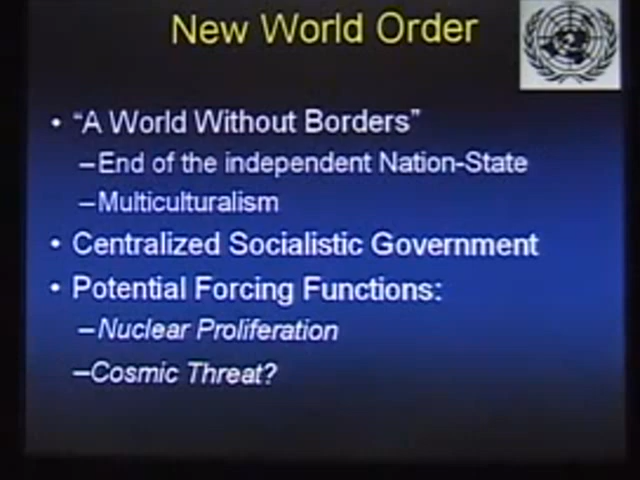 New World Order
• “A World Without Borders”
–End of the independent Nation-State
–Multiculturalism
• Centralized Socialistic Government
• Potential Forcing Functions:
–Nuclear Proliferation
–Cosmic Threat?